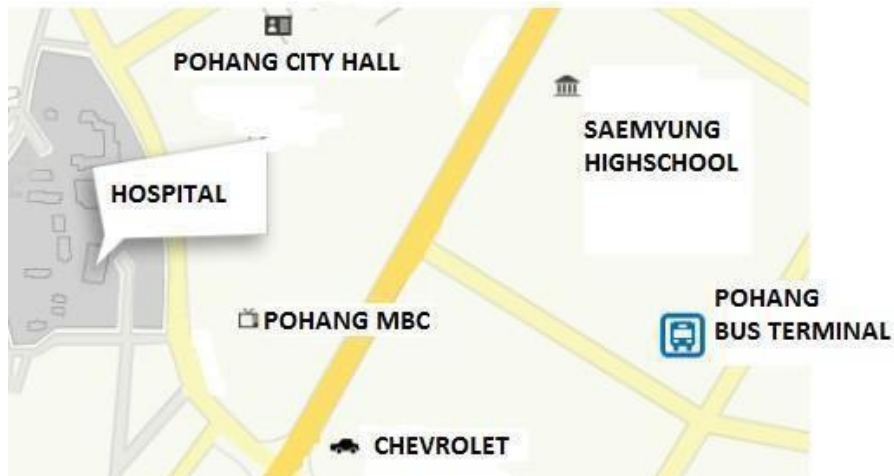 POHANG CITY HALL
SAEMYUNG
HIGHSCHOOL
HOSPITAL
POHANG MBC
POHANG
BUS TERMINAL
CHEVROLET